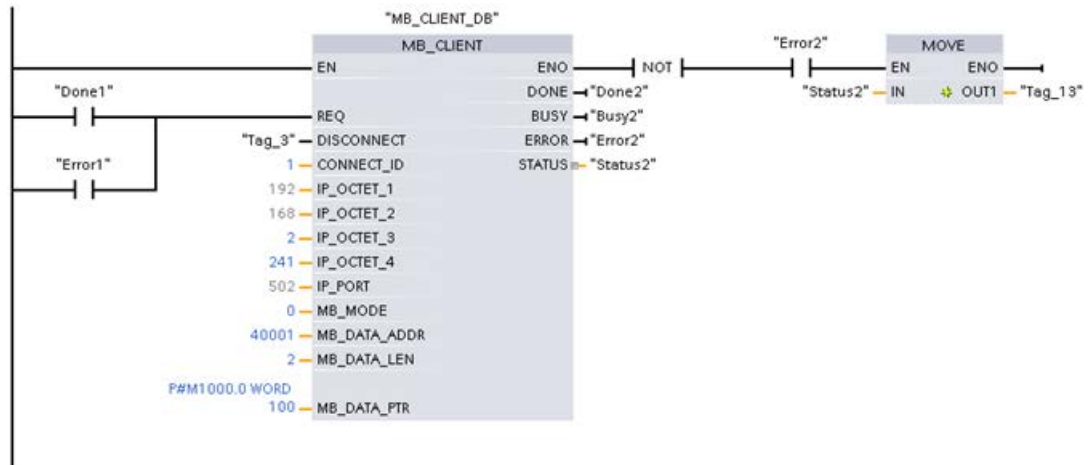 "MB_CLIENT_DB"
MB_CLIENT
"Error2"
MOVE
EN ENO NOT EN ENO
"Done1" DONE "Done2" "Status2" IN OUT1 "Tag_13"
REQ BUSY "Busy2"
"Tag_3" DISCONNECT ERROR "Error2"
"Error1" 1 CONNECT_ID STATUS "Status2"
192 IP_OCTET_1
168 IP_OCTET_2
2 IP_OCTET_3
241 IP_OCTET_4
502 IP_PORT
0 MB_MODE
40001 MB_DATA_ADDR
2 MB_DATA_LEN
P#M1000.0 WORD
100 MB_DATA_PTR